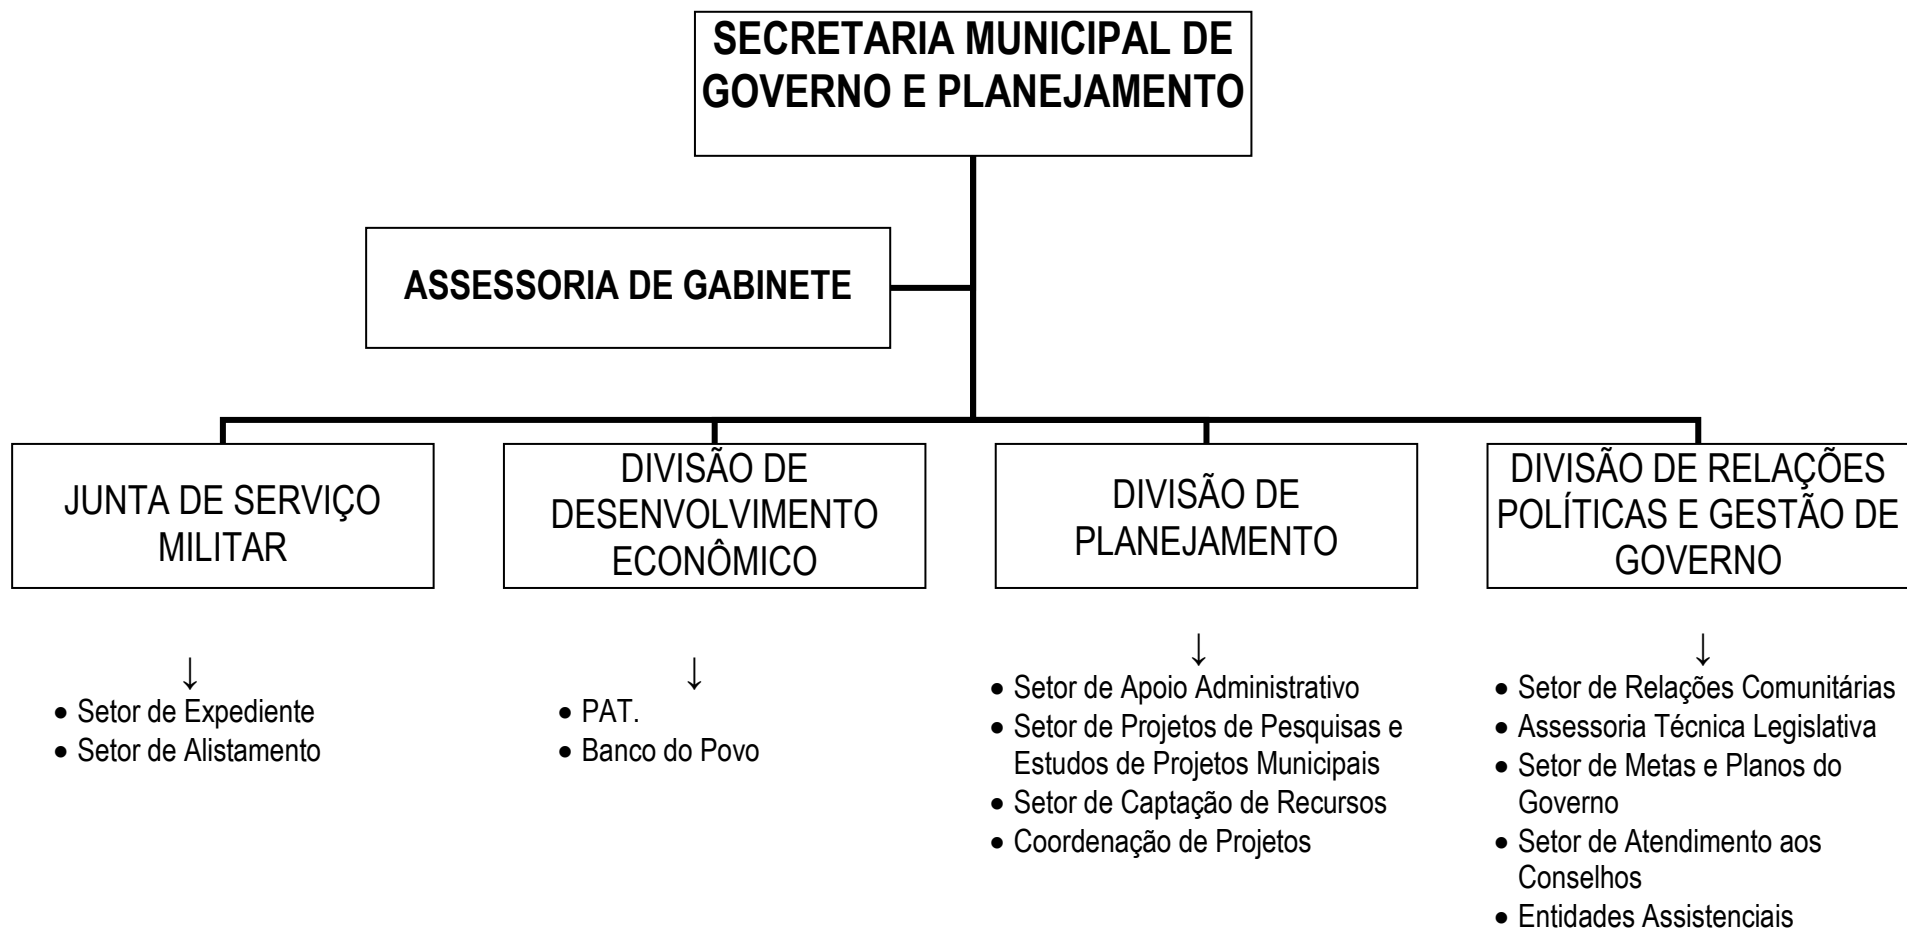 SECRETARIA MUNICIPAL DE
GOVERNO E PLANEJAMENTO
ASSESSORIA DE GABINETE
JUNTA DE SERVIÇO
MILITAR
DIVISÃO DE
DESENVOLVIMENTO
ECONÔMICO
DIVISÃO DE
PLANEJAMENTO
DIVISÃO DE RELAÇÕES
POLÍTICAS E GESTÃO DE
GOVERNO
↓
• Setor de Expediente
• Setor de Alistamento
↓
• PAT.
• Banco do Povo
↓
• Setor de Apoio Administrativo
• Setor de Projetos de Pesquisas e
Estudos de Projetos Municipais
• Setor de Captação de Recursos
• Coordenação de Projetos
↓
• Setor de Relações Comunitárias
• Assessoria Técnica Legislativa
• Setor de Metas e Planos do
Governo
• Setor de Atendimento aos
Conselhos
• Entidades Assistenciais